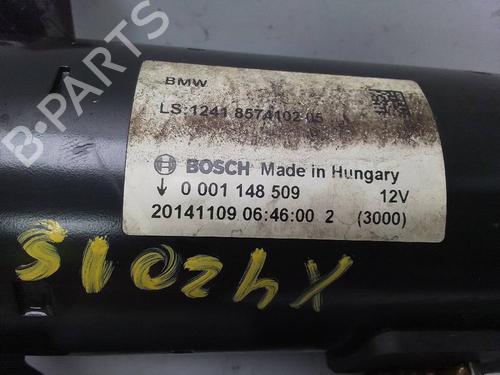 BMW
LS:1241 8574102 05
BOSCH Made in Hungary
0 001 148 509 12V
20141109 06:46:00 2 (3000)
X42015
B-PARTS